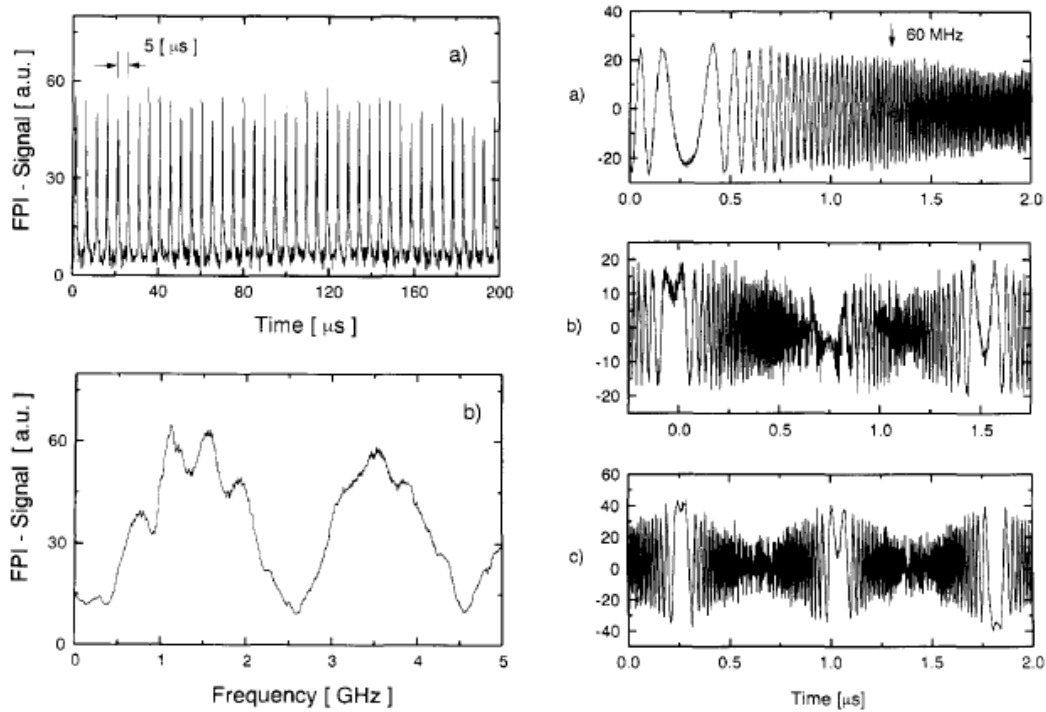 5 [ μs ]
a)
FPI - Signal [ a.u. ]
60
30
0
0 40 80 120 160 200
Time [ μs ]
b)
FPI - Signal [ a.u. ]
60
30
0
0 1 2 3 4 5
Frequency [ GHz ]
60 MHz
a)
20
0
-20
0.0 0.5 1.0 1.5 2.0
b)
20
10
0
-10
-20
0.0 0.5 1.0 1.5
c)
60
40
20
0
-20
-40
0.0 0.5 1.0 1.5 2.0
Time [μs]